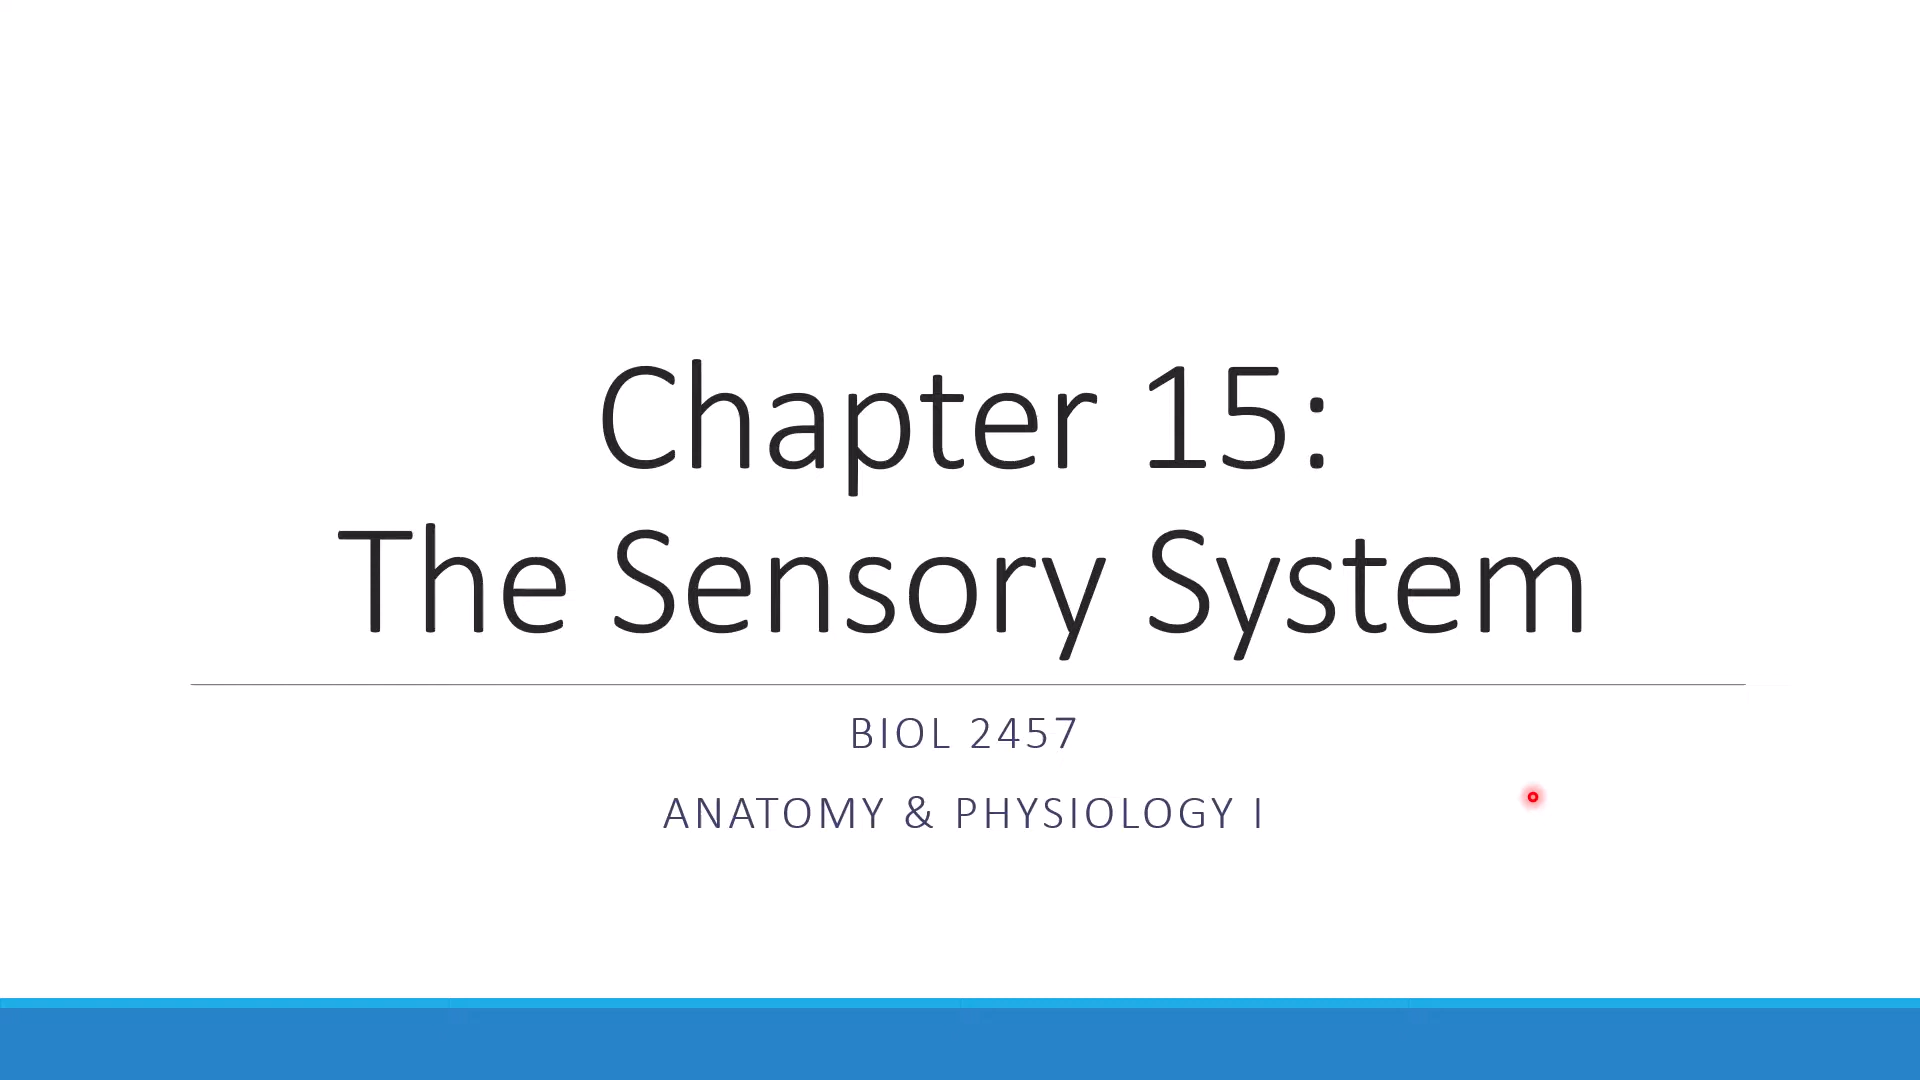 Chapter 15:
The Sensory System
BIOL 2457
ANATOMY & PHYSIOLOGY I